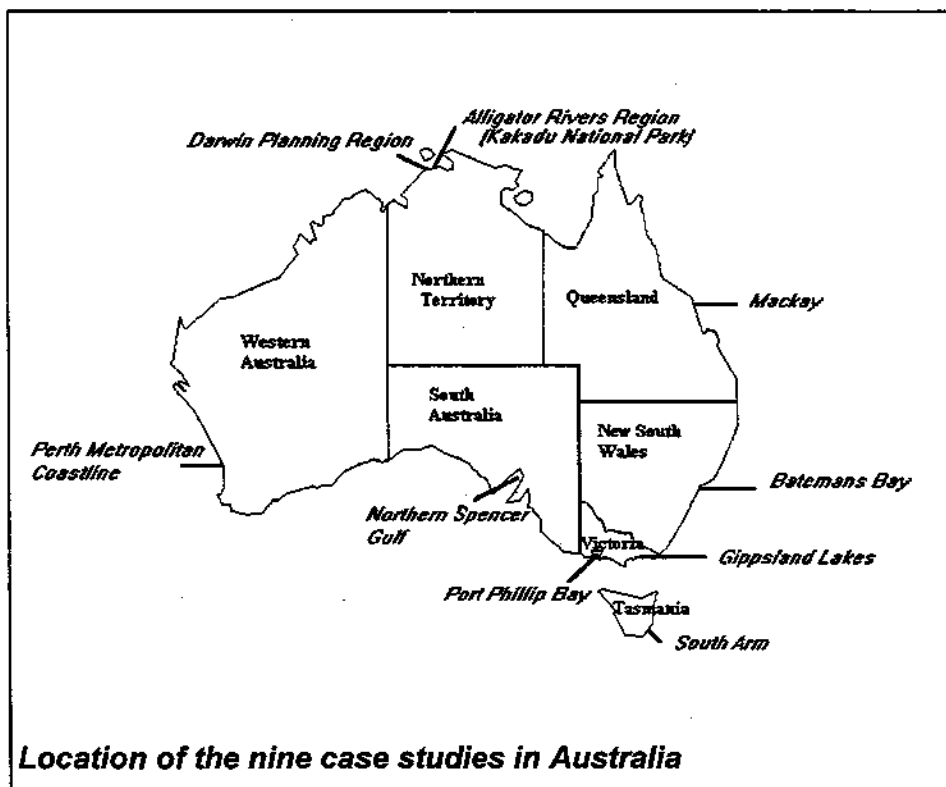 Alligator Rivers Region
(Kakadu National Park)
Darwin Planning Region
Northern
Territory
Queensland
Mackay
Western
Australia
South
Australia
New South
Wales
Perth Metropolitan
Coastline
Batemans Bay
Northern Spencer
Gulf
Victoria
Gippsland Lakes
Port Phillip Bay
Tasmania
South Arm
Location of the nine case studies in Australia